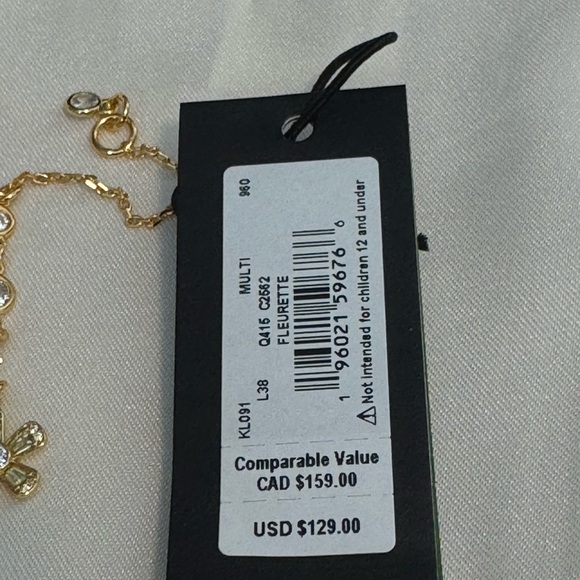 KL091 MULTI 960
L38 Q415 C2562
FLEURETTE
1 96021 59676 6
⚠Not intended for children 12 and under
Comparable Value
CAD $159.00
USD $129.00